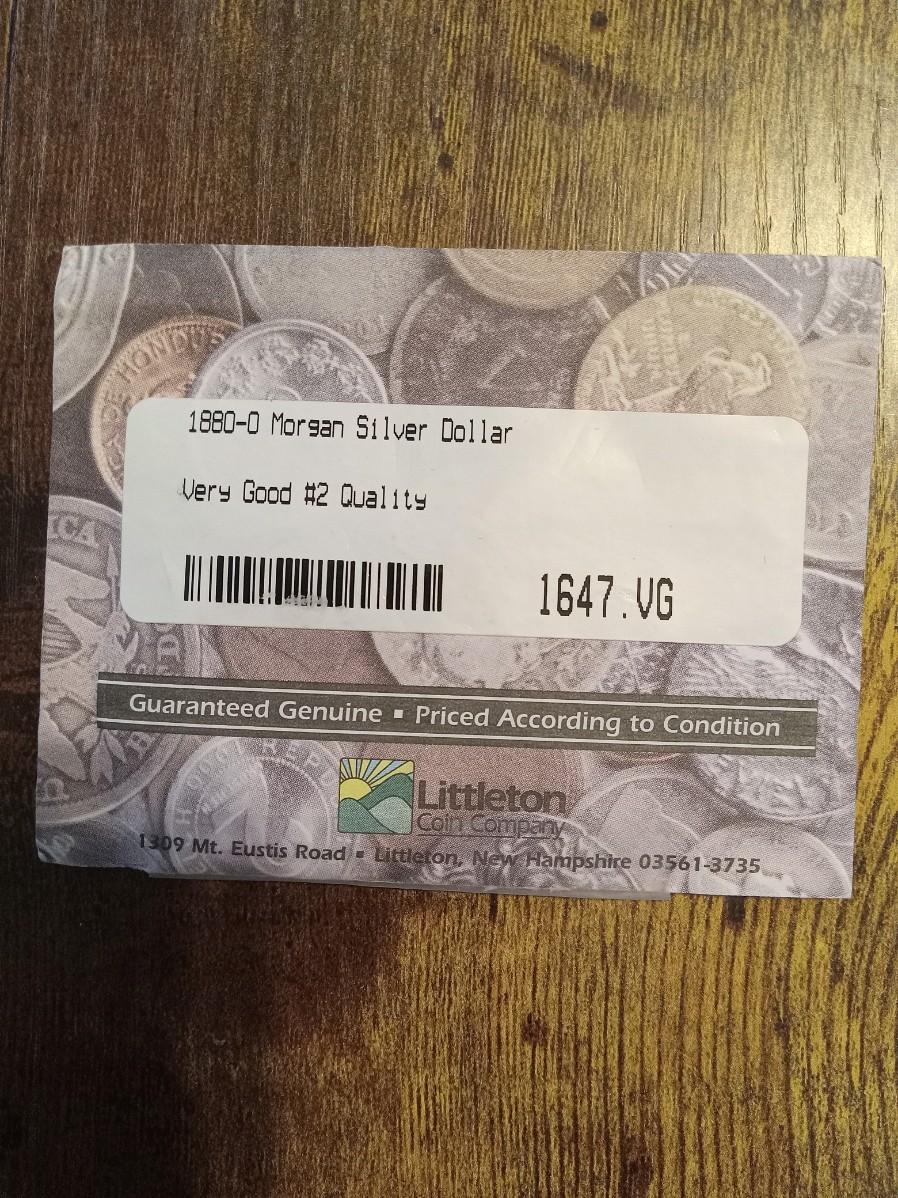 HONDUR
1880-O Morgan Silver Dollar
Very Good #2 Quality
1647.VG
Guaranteed Genuine ▪ Priced According to Condition
Littleton
Coin Company
1309 Mt. Eustis Road ▪ Littleton, New Hampshire 03561-3735